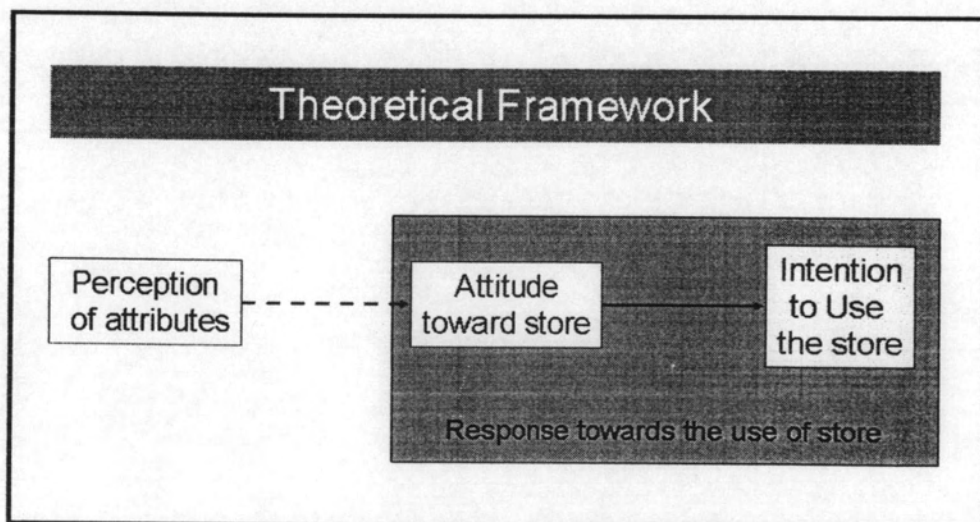 Theoretical Framework
Perception
of attributes
Attitude
toward store
Intention
to Use
the store
Response towards the use of store